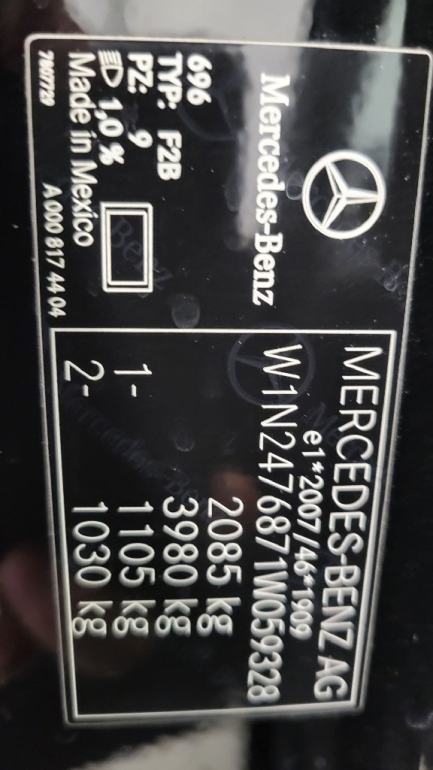 Mercedes-Benz
696
TYP: F2B
PZ: 9
1,0 %
Made in Mexico
7807729
A 000 817 44 04
MERCEDES-BENZ AG
e1*2007/46*1909
W1N2476871W059328
2085 kg
3980 kg
1- 1105 kg
2- 1030 kg